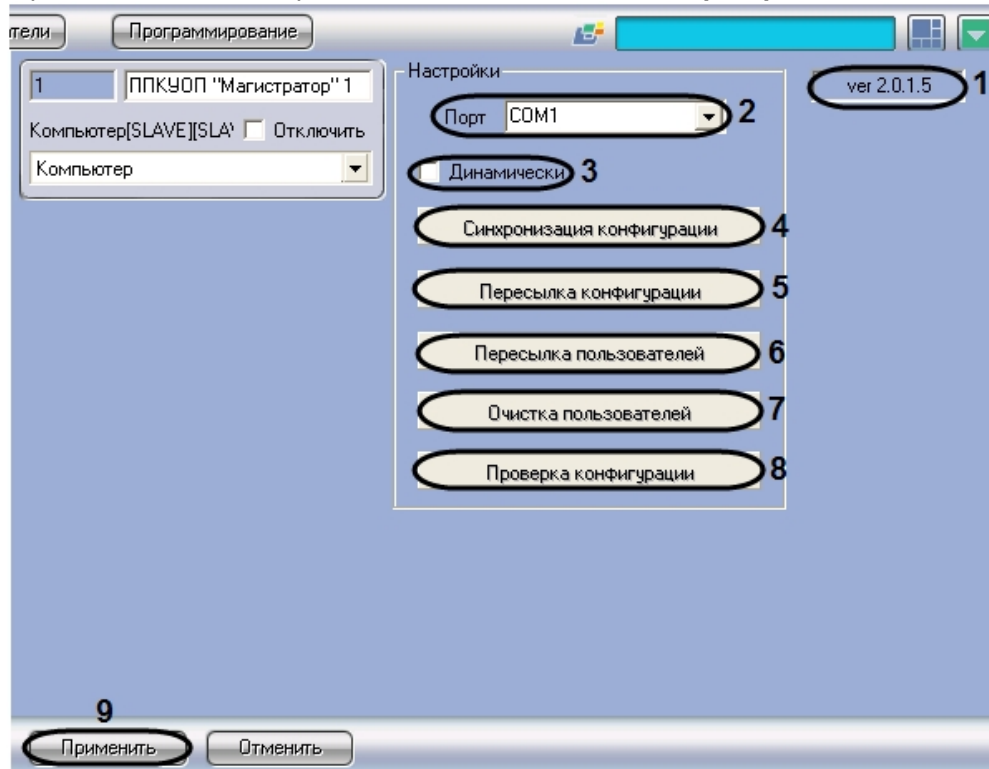 тели Программирование
1 ППКУОП "Магистратор" 1
Компьютер[SLAVE][SLA Отключить
Компьютер
Настройки
Порт COM1 2
Динамически 3
Синхронизация конфигурации 4
Пересылка конфигурации 5
Пересылка пользователей 6
Очистка пользователей 7
Проверка конфигурации 8
ver 2.0.1.5 1
9
Применить Отменить